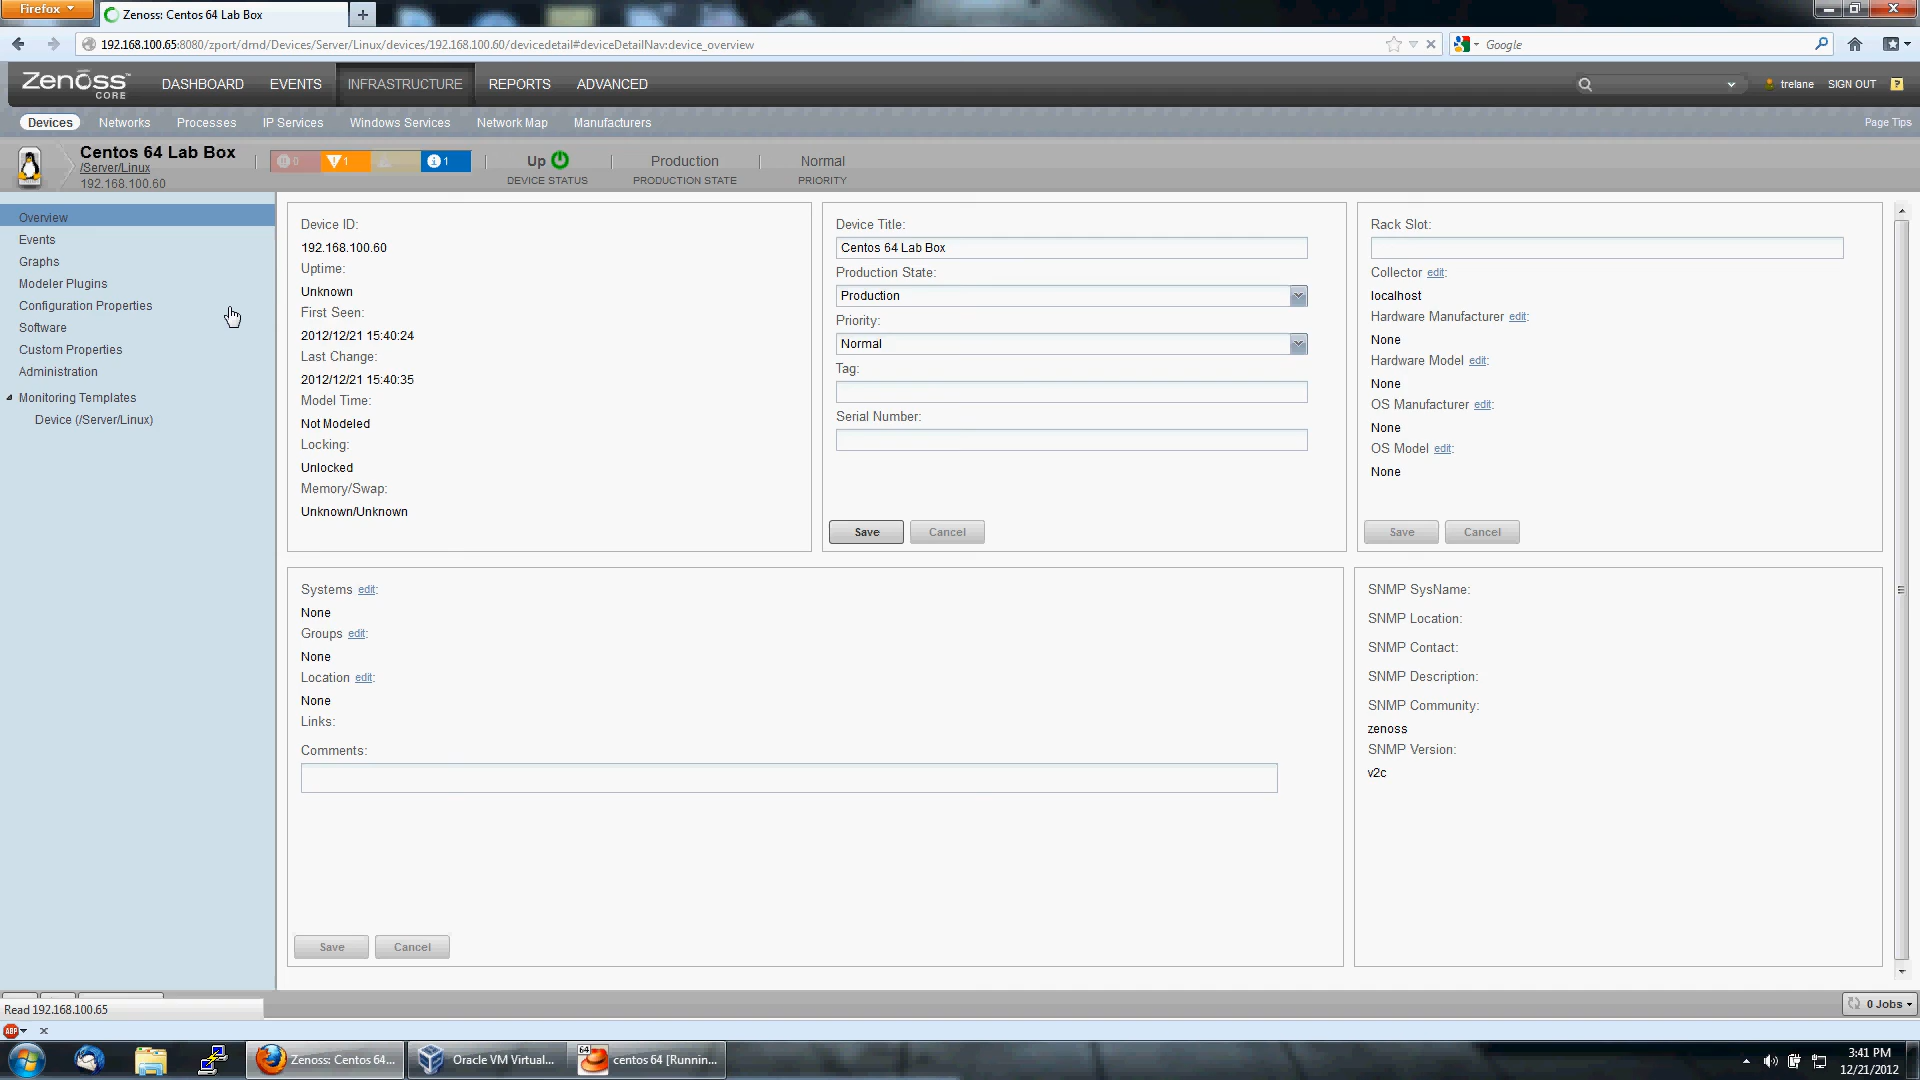 Firefox
Zenoss: Centos 64 Lab Box
192.168.100.65:8080/zport/dmd/Devices/Server/Linux/devices/192.168.100.60/devicedetail#deviceDetailNav:device_overview
Google
Zenoss CORE
DASHBOARD
EVENTS
INFRASTRUCTURE
REPORTS
ADVANCED
trelane
SIGN OUT
?
Devices
Networks
Processes
IP Services
Windows Services
Network Map
Manufacturers
Page Tips
Centos 64 Lab Box
/Server/Linux
192.168.100.60
0
1
1
Up
DEVICE STATUS
Production
PRODUCTION STATE
Normal
PRIORITY
Overview
Events
Graphs
Modeler Plugins
Configuration Properties
Software
Custom Properties
Administration
Monitoring Templates
Device (/Server/Linux)
Device ID:
192.168.100.60
Uptime:
Unknown
First Seen:
2012/12/21 15:40:24
Last Change:
2012/12/21 15:40:35
Model Time:
Not Modeled
Locking:
Unlocked
Memory/Swap:
Unknown/Unknown
Device Title:
Centos 64 Lab Box
Production State:
Production
Priority:
Normal
Tag:
Serial Number:
Save
Cancel
Rack Slot:
Collector edit:
localhost
Hardware Manufacturer edit:
None
Hardware Model edit:
None
OS Manufacturer edit:
None
OS Model edit:
None
Save
Cancel
Systems edit:
None
Groups edit:
None
Location edit:
None
Links:
Comments:
Save
Cancel
SNMP SysName:
SNMP Location:
SNMP Contact:
SNMP Description:
SNMP Community:
zenoss
SNMP Version:
v2c
Read 192.168.100.65
0 Jobs
ABP
Zenoss: Centos 64...
Oracle VM Virtual...
64
centos 64 [Runnin...
3:41 PM
12/21/2012